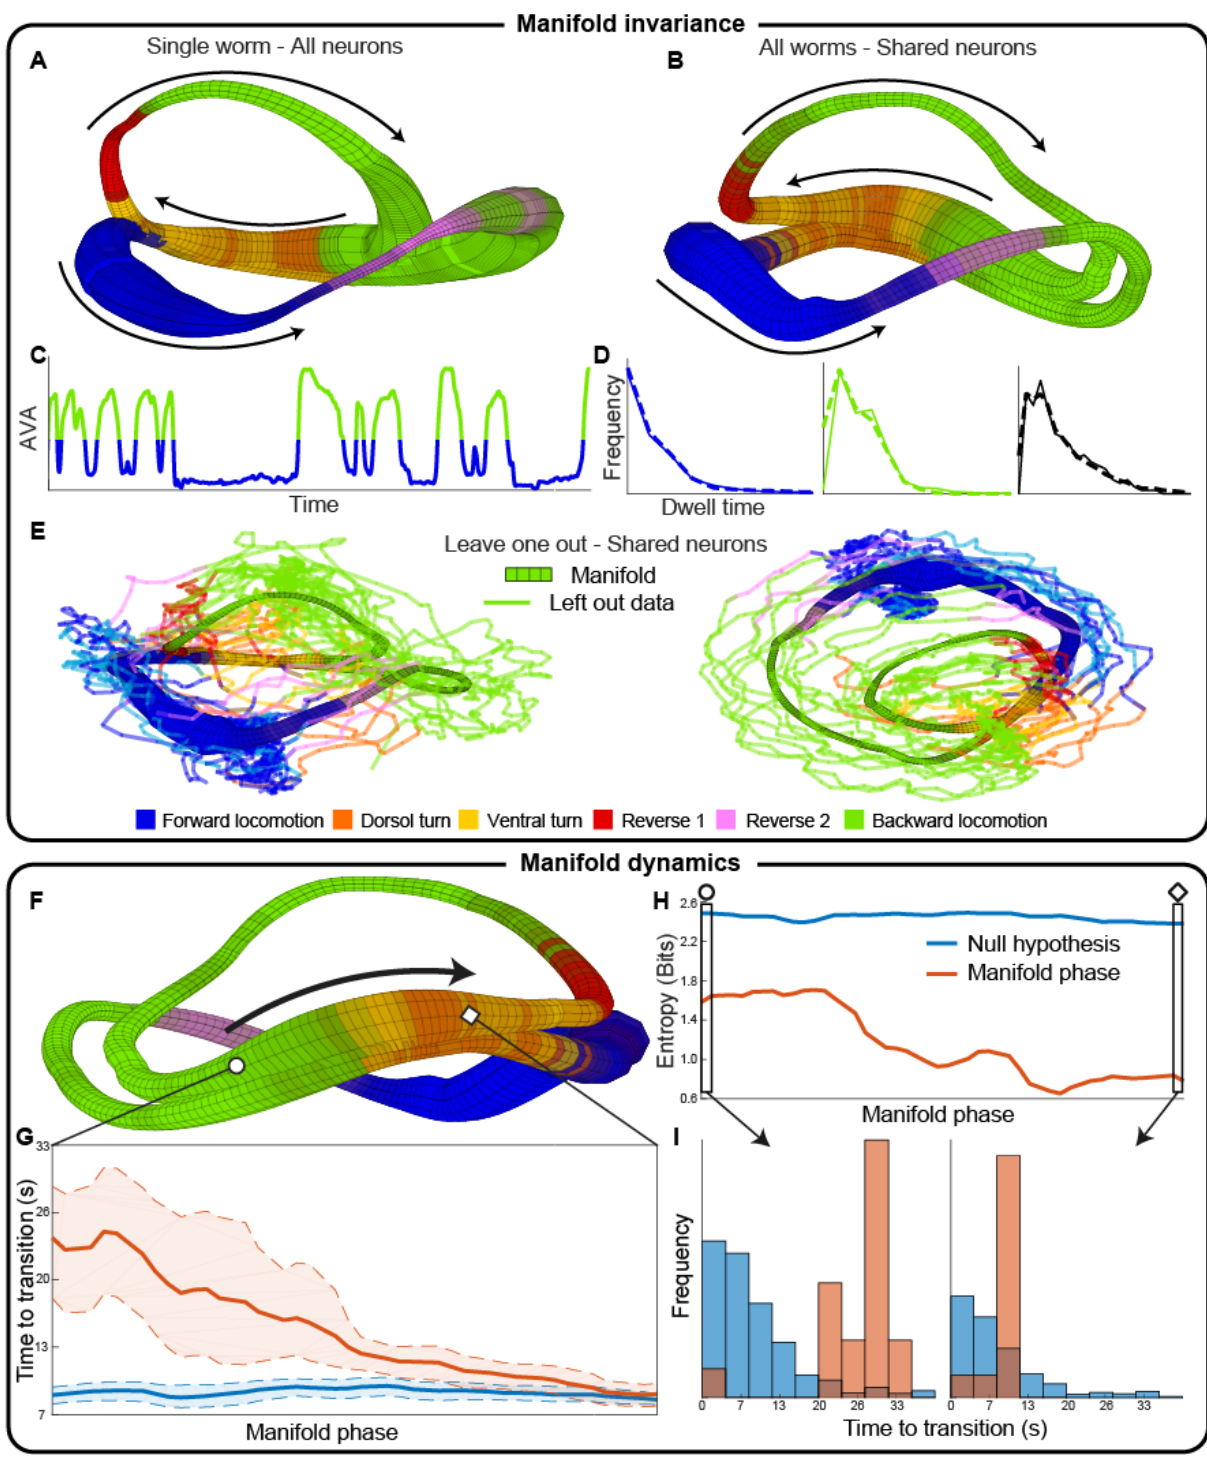 Manifold invariance
Single worm - All neurons
All worms - Shared neurons
A
B
C
AVA
Time
D
Frequency
Dwell time
E
Leave one out - Shared neurons
Manifold
Left out data
Forward locomotion
Dorsol turn
Ventral turn
Reverse 1
Reverse 2
Backward locomotion
Manifold dynamics
F
H
2.6
2.2
1.8
1.4
1.0
0.6
Entropy (Bits)
Null hypothesis
Manifold phase
Manifold phase
G
33
26
20
13
7
Time to transition (s)
Manifold phase
I
Frequency
0 7 13 20 26 33
0 7 13 20 26 33
Time to transition (s)